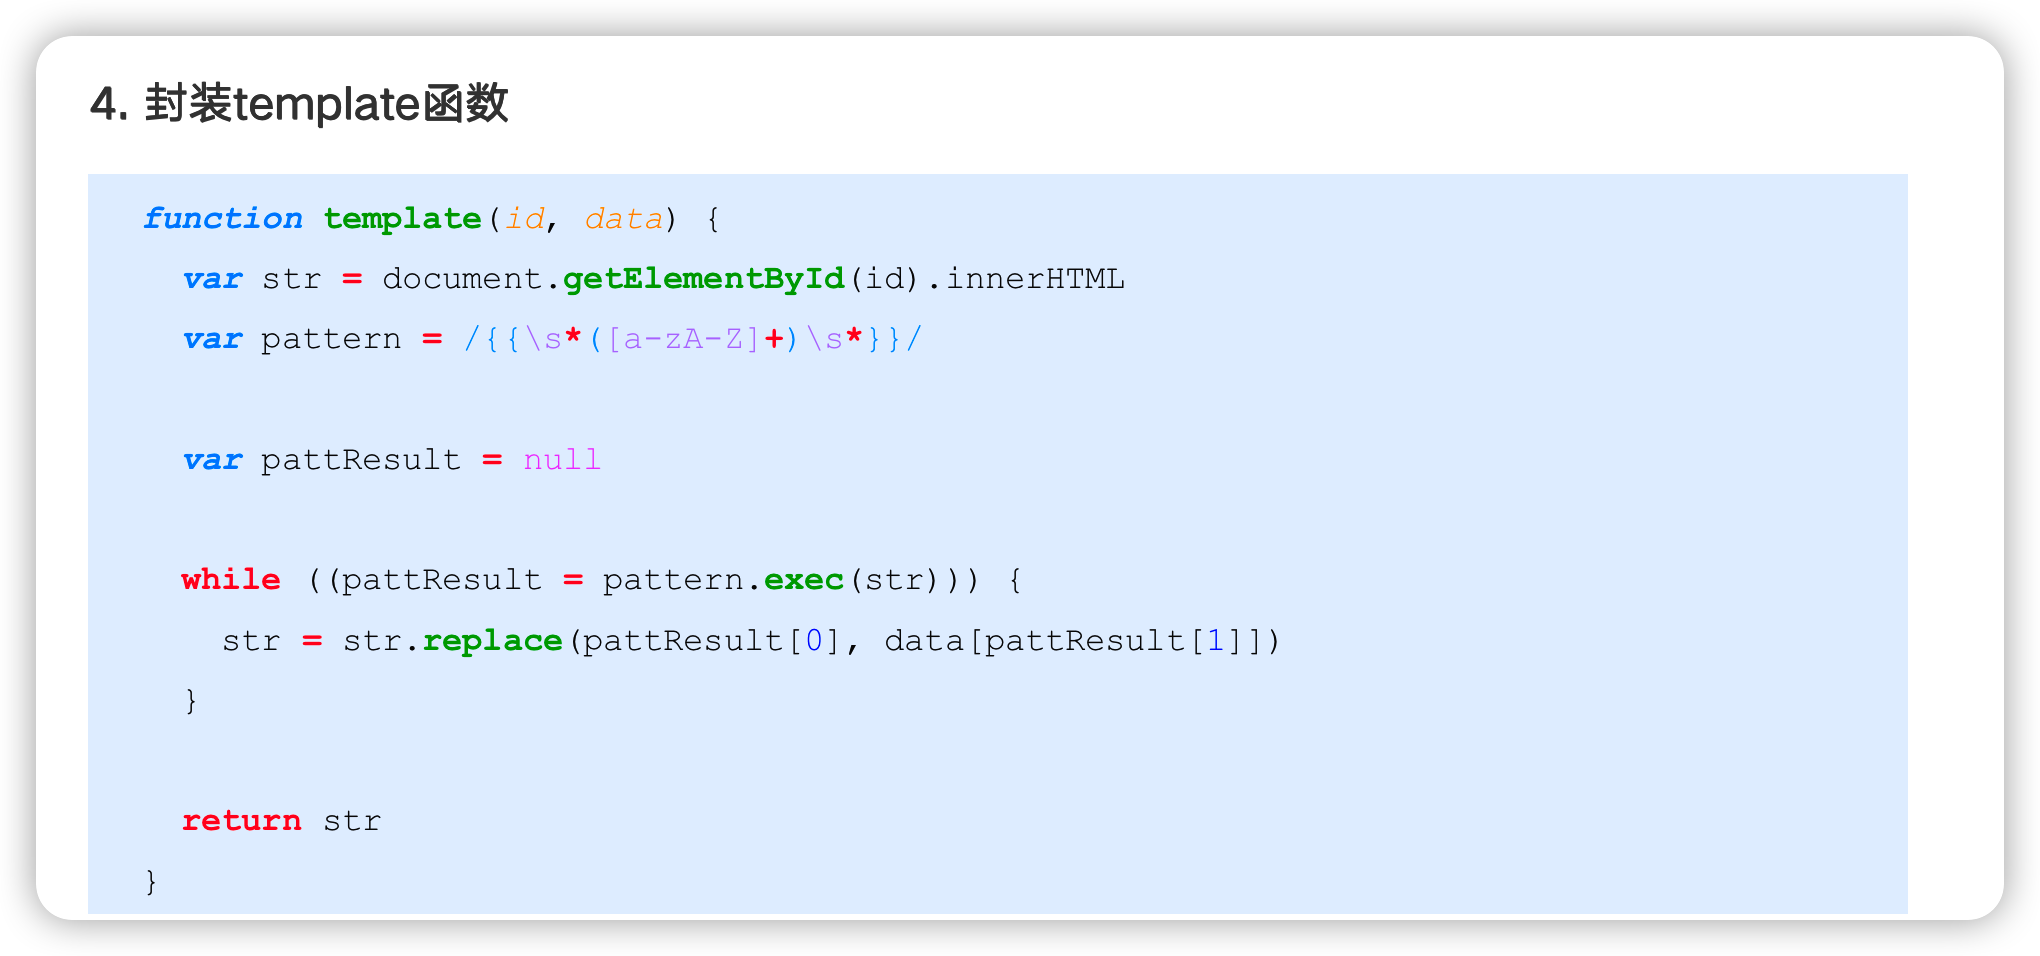 4. 封装template函数
function template(id, data) {
var str = document.getElementById(id).innerHTML
var pattern = /{{\s*([a-zA-Z]+)\s*}}/
var pattResult = null
while ((pattResult = pattern.exec(str))) {
str = str.replace(pattResult[0], data[pattResult[1]])
}
return str
}